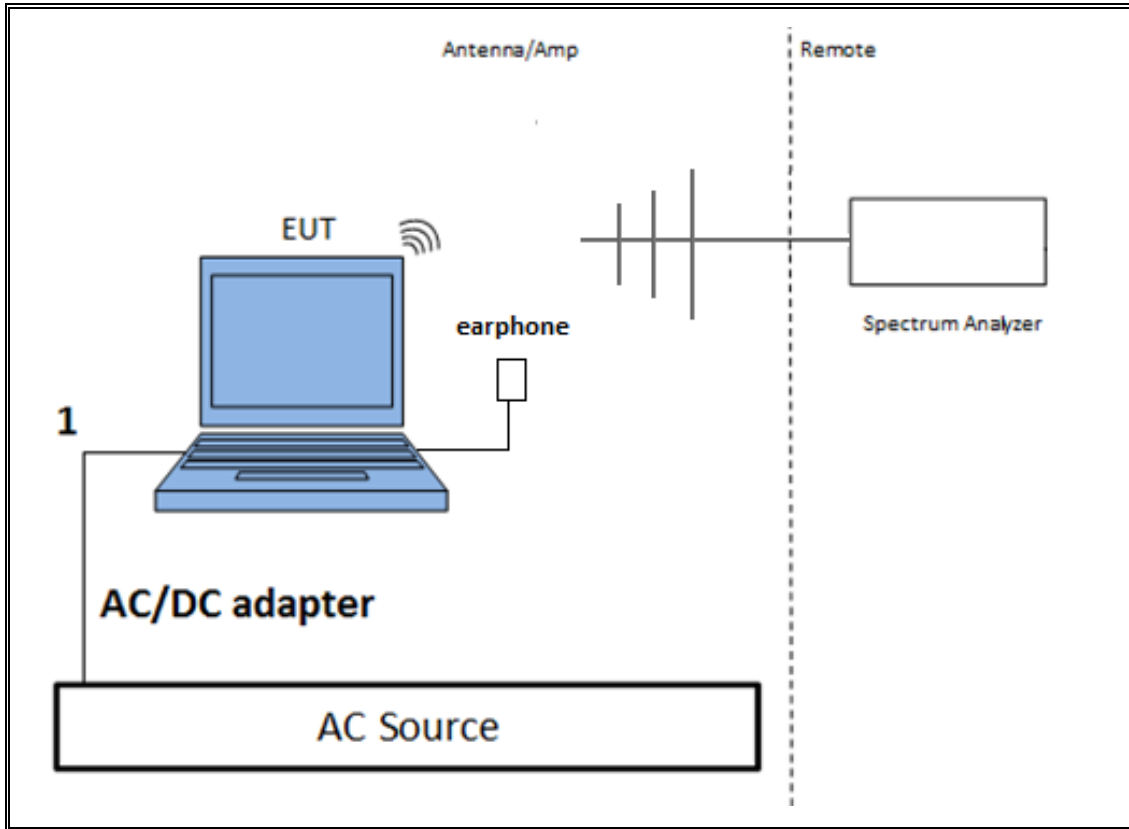 Antenna/Amp
Remote
EUT
earphone
Spectrum Analyzer
1
AC/DC adapter
AC Source